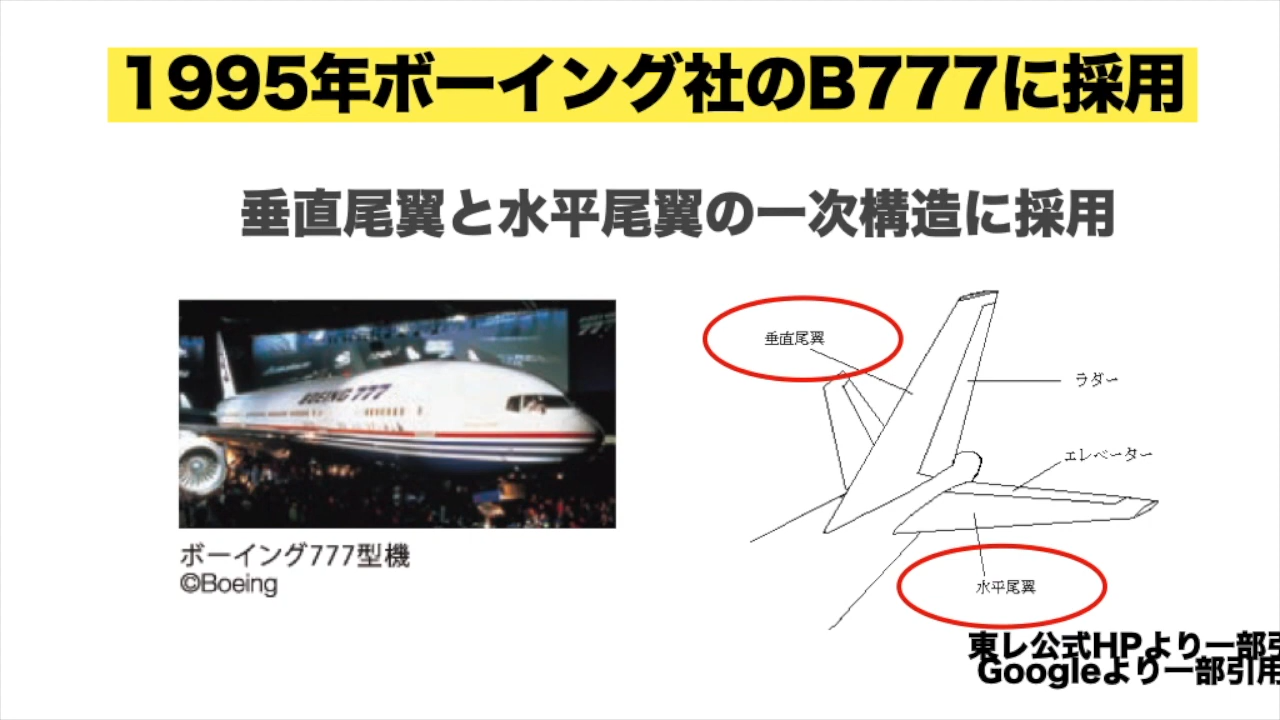 1995年ボーイング社のB777に採用
垂直尾翼と水平尾翼の一次構造に採用
BOEING 777
垂直尾翼
ラダー
エレベーター
水平尾翼
ボーイング777型機
©Boeing
東レ公式HPより一部引
Googleより一部引用